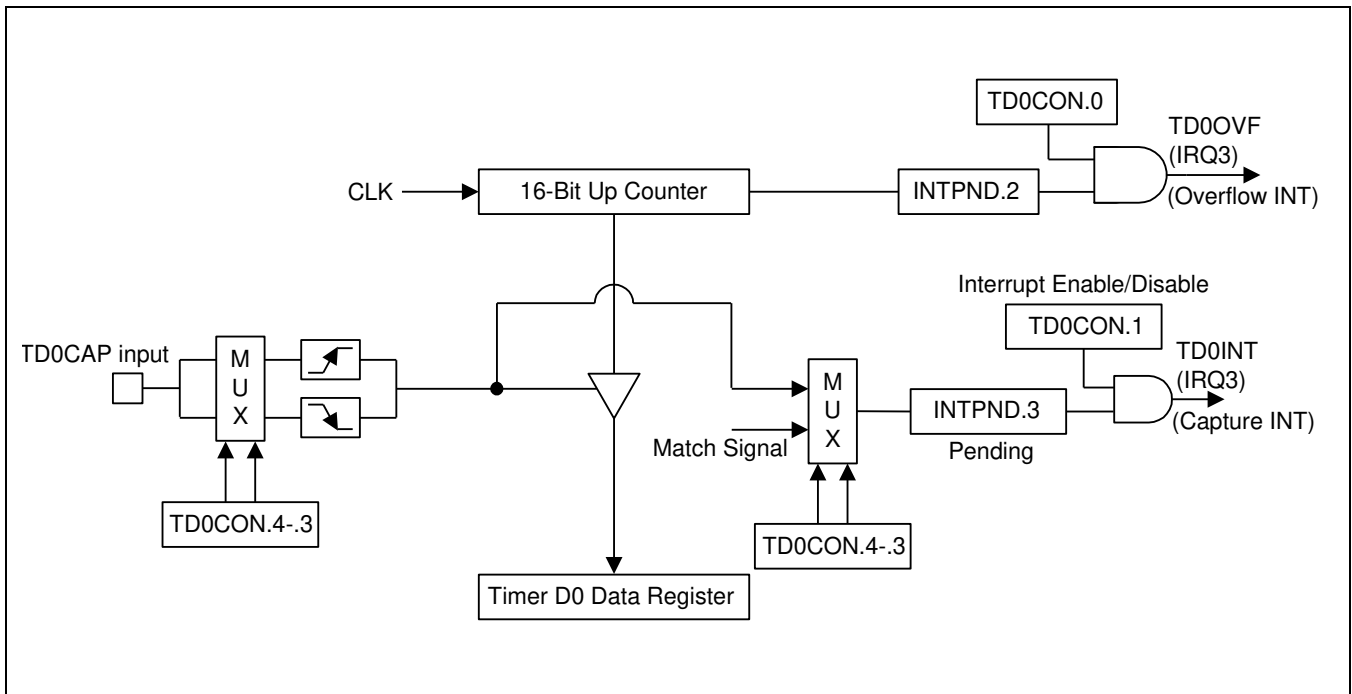 TD0CON.0
TD0OVF
(IRQ3)
CLK
16-Bit Up Counter
INTPND.2
(Overflow INT)
Interrupt Enable/Disable
TD0CON.1
TD0CAP input
M
U
X
TD0INT
(IRQ3)
M
U
X
INTPND.3
(Capture INT)
Match Signal
Pending
TD0CON.4-.3
TD0CON.4-.3
Timer D0 Data Register